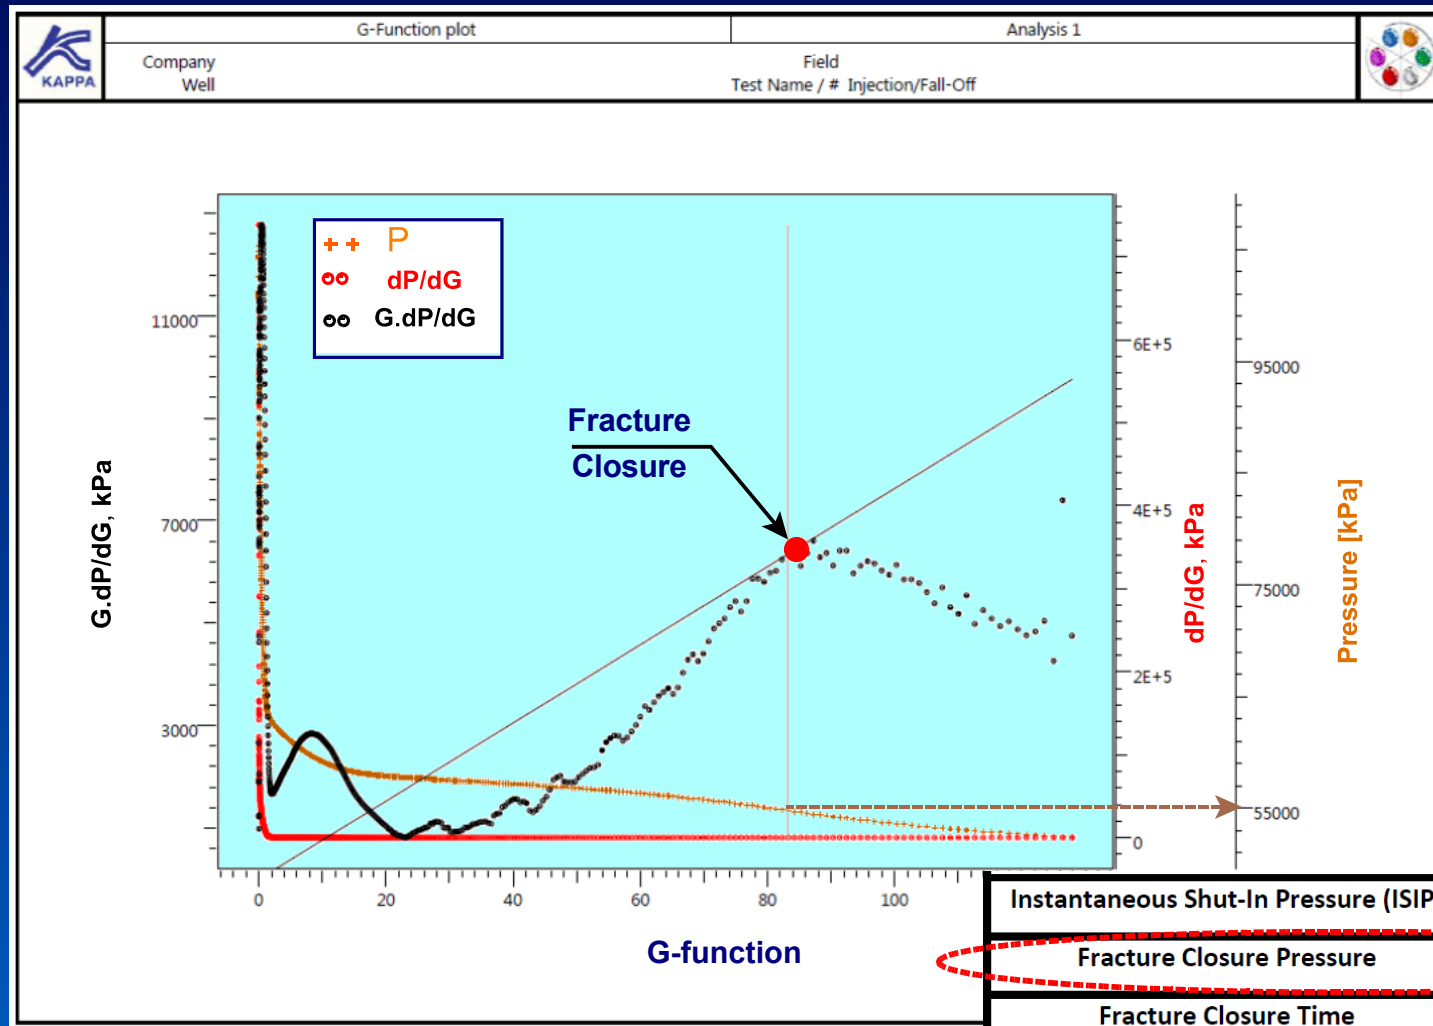 G-Function plot
Analysis 1
KAPPA
Company
Well
Field
Test Name / # Injection/Fall-Off
P
dP/dG
G.dP/dG
Fracture
Closure
11000
7000
3000
G.dP/dG, kPa
6E+5
4E+5
2E+5
0
dP/dG, kPa
95000
75000
55000
Pressure [kPa]
0
20
40
60
80
100
G-function
Instantaneous Shut-In Pressure (ISIP
Fracture Closure Pressure
Fracture Closure Time